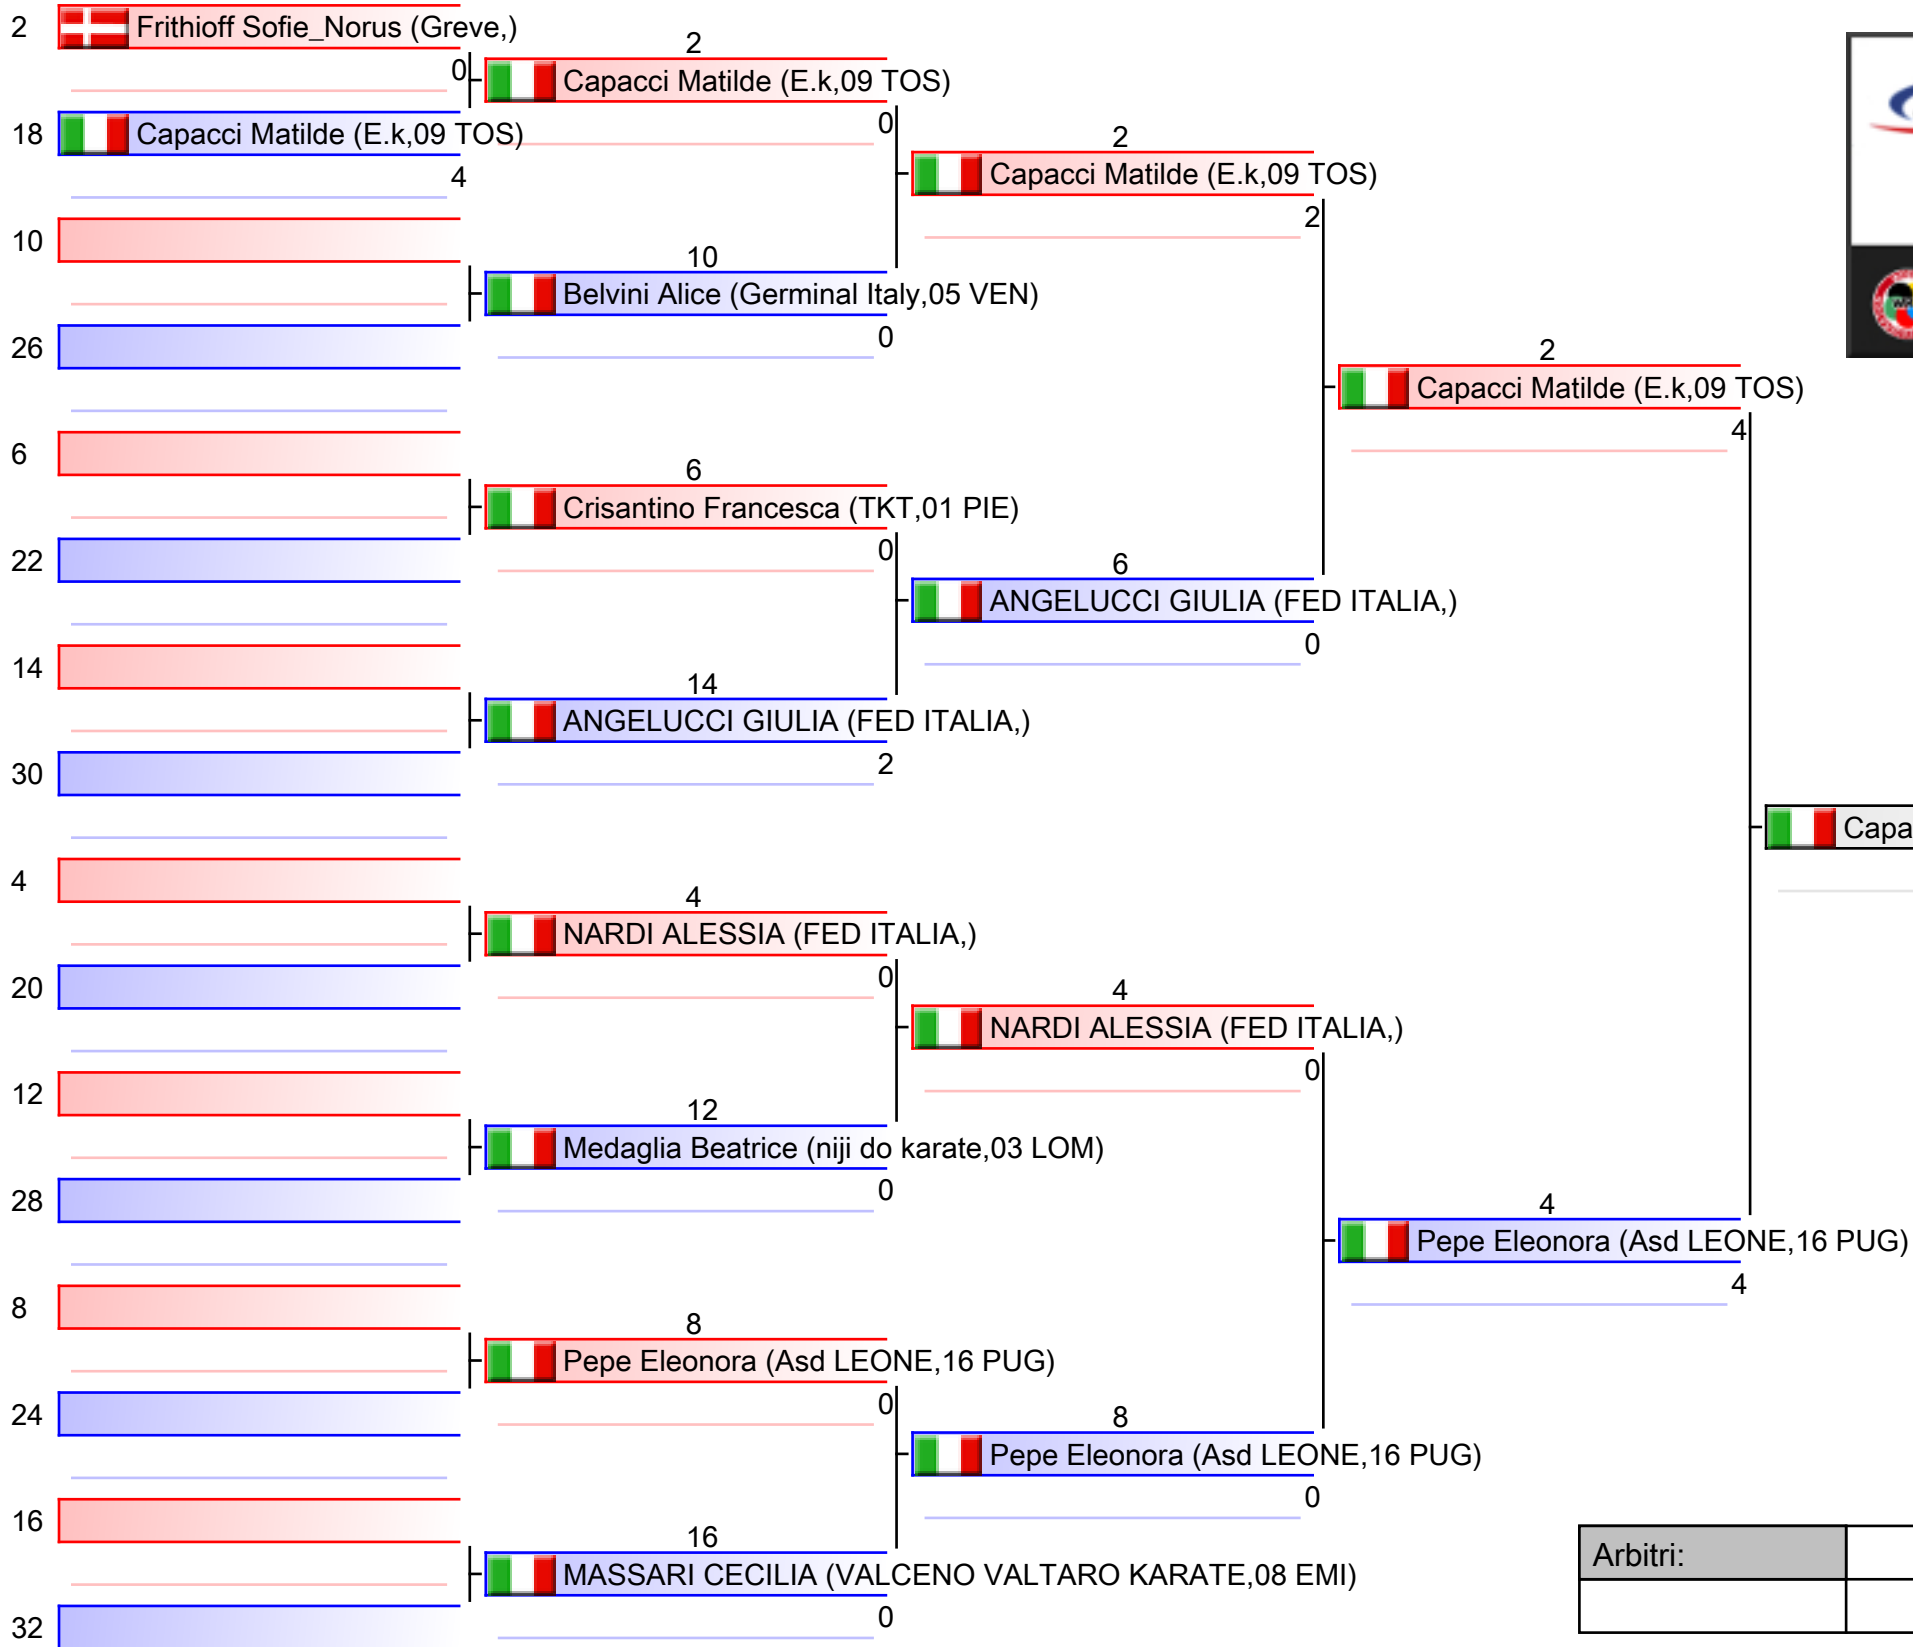 2 Frithioff Sofie_Norus (Greve,)
0
18 Capacci Matilde (E.k,09 TOS)
4
10
26
6
22
14
30
4
20
12
28
8
24
16
32
2
Capacci Matilde (E.k,09 TOS)
0
10
Belvini Alice (Germinal Italy,05 VEN)
0
6
Crisantino Francesca (TKT,01 PIE)
0
14
ANGELUCCI GIULIA (FED ITALIA,)
2
4
NARDI ALESSIA (FED ITALIA,)
0
12
Medaglia Beatrice (niji do karate,03 LOM)
0
8
Pepe Eleonora (Asd LEONE,16 PUG)
0
16
MASSARI CECILIA (VALCENO VALTARO KARATE,08 EMI)
0
2
Capacci Matilde (E.k,09 TOS)
2
6
ANGELUCCI GIULIA (FED ITALIA,)
0
4
NARDI ALESSIA (FED ITALIA,)
0
8
Pepe Eleonora (Asd LEONE,16 PUG)
0
2
Capacci Matilde (E.k,09 TOS)
4
4
Pepe Eleonora (Asd LEONE,16 PUG)
4
Capa
Arbitri: